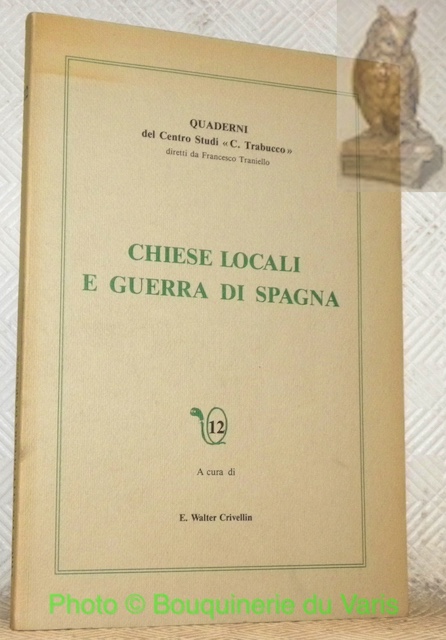 QUADERNI
del Centro Studi « C. Trabucco »
diretti da Francesco Traniello
CHIESE LOCALI
E GUERRA DI SPAGNA
12
A cura di
E. Walter Crivellin
Photo © Bouquinerie du Varis